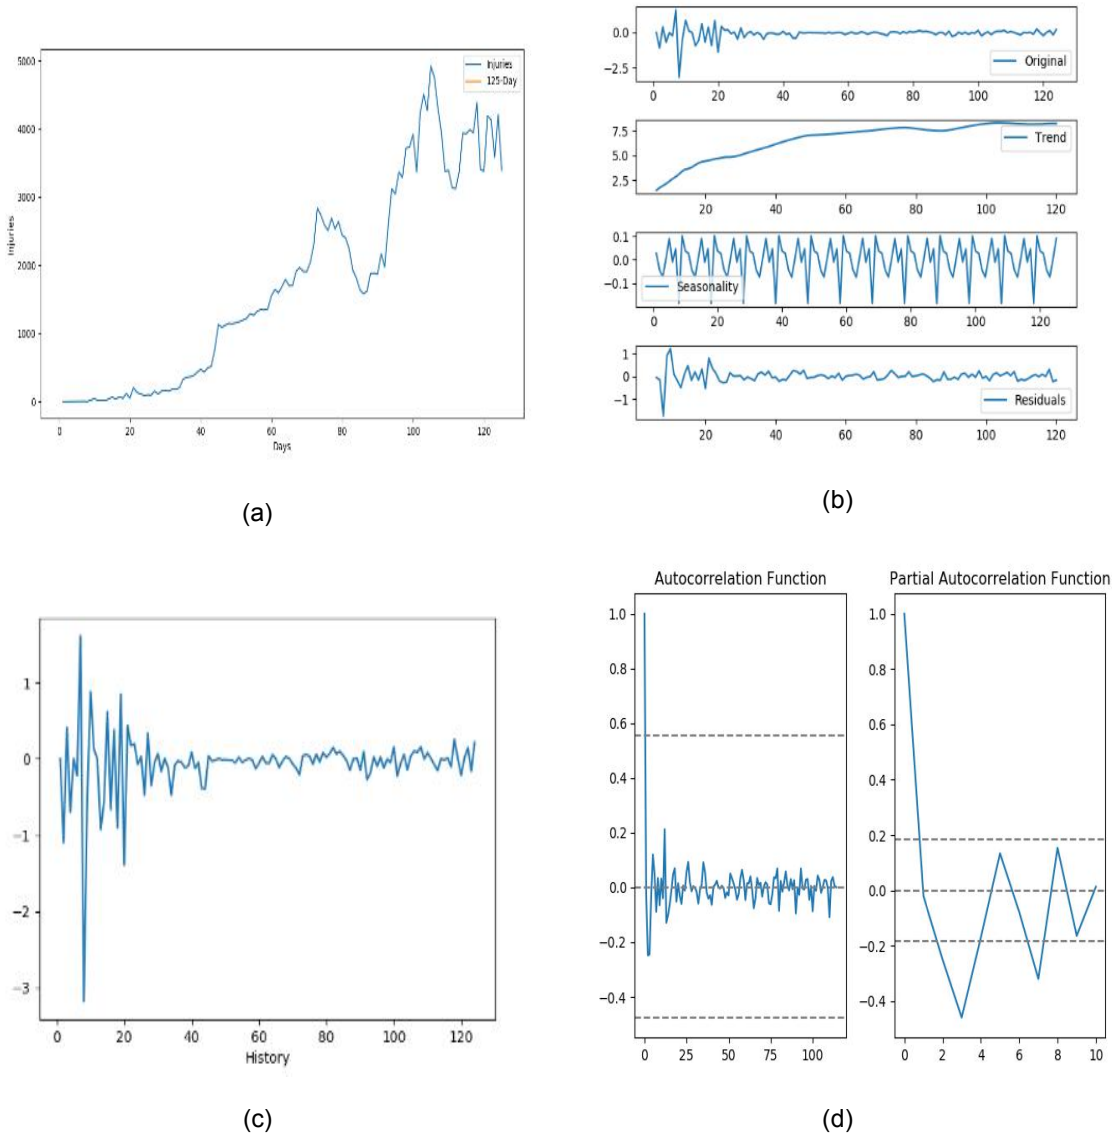 5000
4000
3000
2000
1000
0
Injuries
0 20 40 60 80 100 120
Days
Injuries
125-Day
(a)
0.0
−2.5
0 20 40 60 80 100 120
Original
7.5
5.0
2.5
20 40 60 80 100 120
Trend
0.1
0.0
−0.1
0 20 40 60 80 100 120
Seasonality
1
0
−1
20 40 60 80 100 120
Residuals
(b)
1
0
−1
−2
−3
0 20 40 60 80 100 120
History
(c)
Autocorrelation Function
1.0
0.8
0.6
0.4
0.2
0.0
−0.2
−0.4
0 25 50 75 100
Partial Autocorrelation Function
1.0
0.8
0.6
0.4
0.2
0.0
−0.2
−0.4
0 2 4 6 8 10
(d)